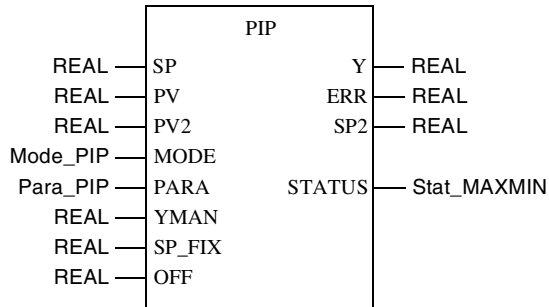 PIP
REAL SP Y REAL
REAL PV ERR REAL
REAL PV2 SP2 REAL
Mode_PIP MODE
Para_PIP PARA STATUS Stat_MAXMIN
REAL YMAN
REAL SP_FIX
REAL OFF